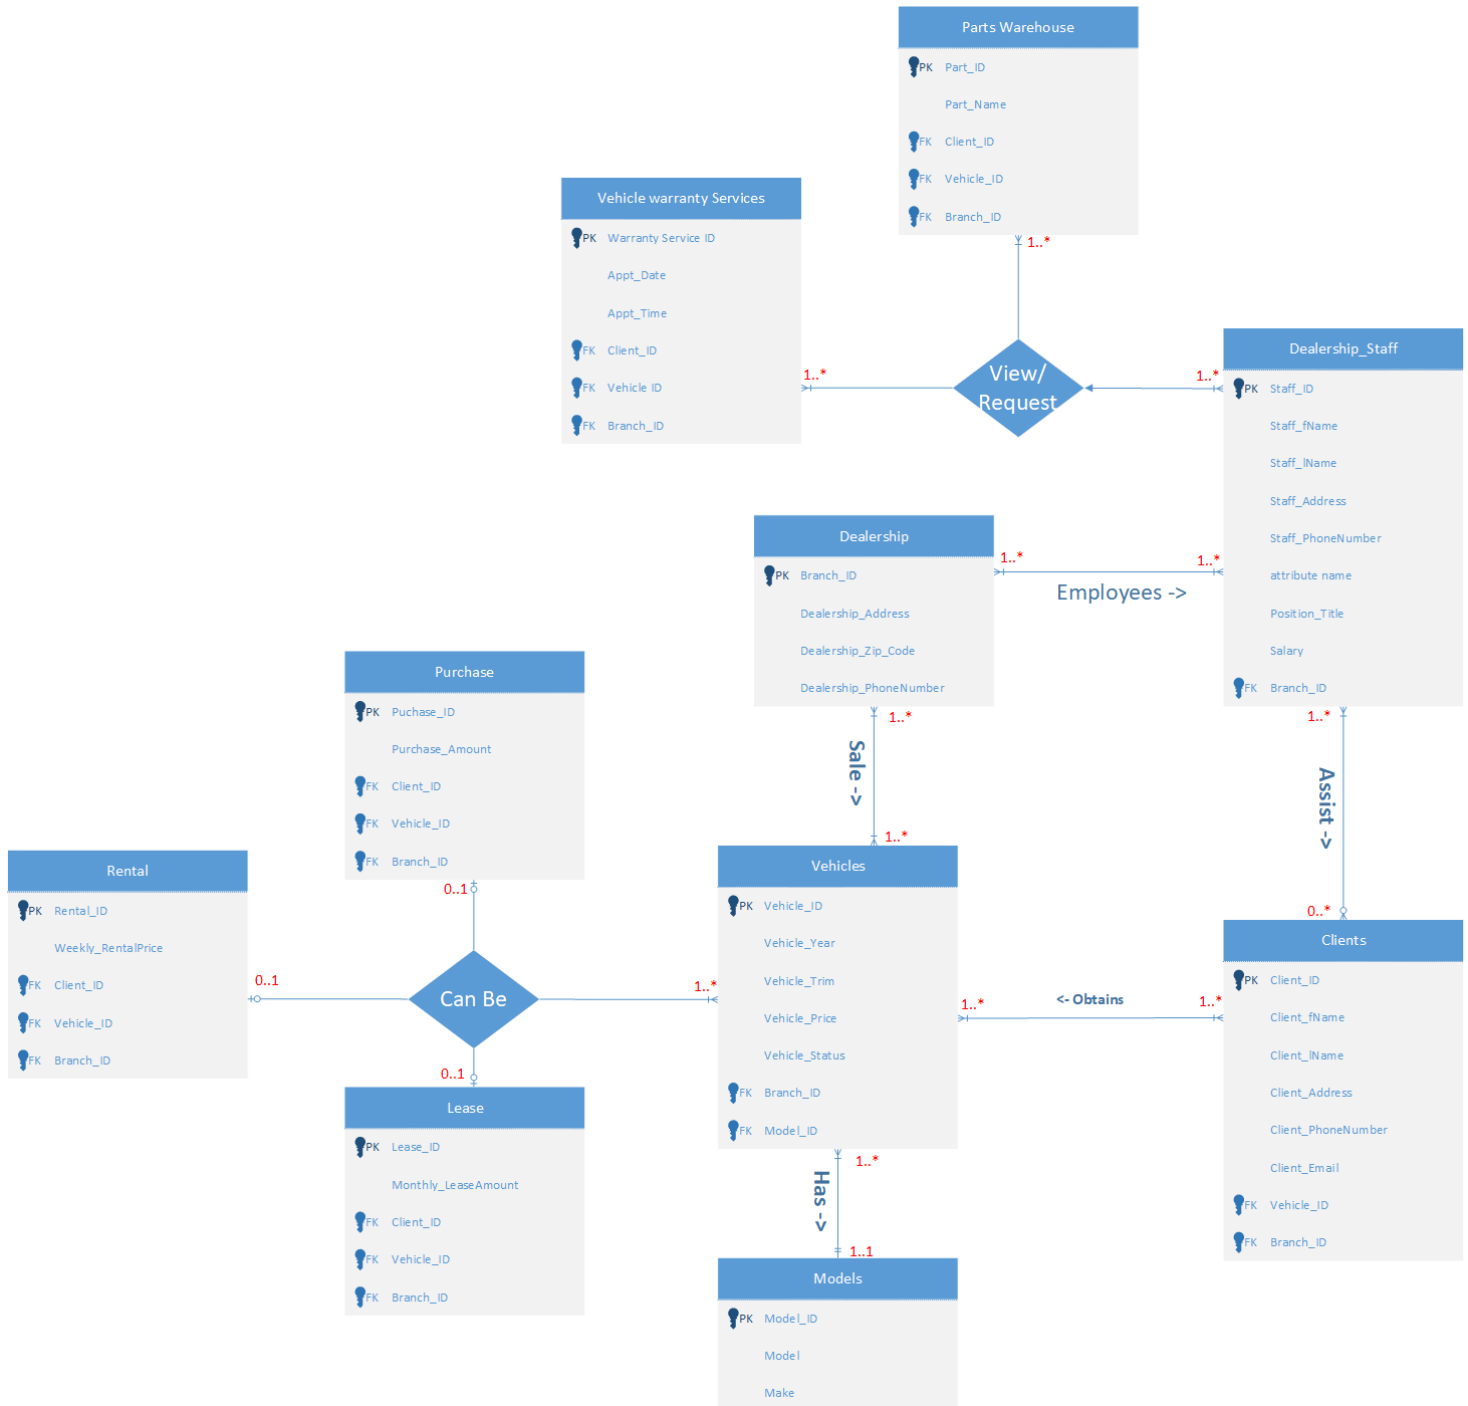 Parts Warehouse
PK Part_ID
Part_Name
FK Client_ID
FK Vehicle_ID
FK Branch_ID
1..*
Vehicle warranty Services
PK Warranty Service ID
Appt_Date
Appt_Time
FK Client_ID
FK Vehicle ID
FK Branch_ID
1..*
View/
Request
1..*
Dealership_Staff
PK Staff_ID
Staff_fName
Staff_lName
Staff_Address
Staff_PhoneNumber
attribute name
Position_Title
Salary
FK Branch_ID
Dealership
PK Branch_ID
Dealership_Address
Dealership_Zip_Code
Dealership_PhoneNumber
1..*
1..*
Employees ->
1..*
Sale ->
1..*
1..*
Assist ->
0..*
Purchase
PK Puchase_ID
Purchase_Amount
FK Client_ID
FK Vehicle_ID
FK Branch_ID
0..1
Rental
PK Rental_ID
Weekly_RentalPrice
FK Client_ID
FK Vehicle_ID
FK Branch_ID
0..1
Can Be
1..*
0..1
Lease
PK Lease_ID
Monthly_LeaseAmount
FK Client_ID
FK Vehicle_ID
FK Branch_ID
Vehicles
PK Vehicle_ID
Vehicle_Year
Vehicle_Trim
Vehicle_Price
Vehicle_Status
FK Branch_ID
FK Model_ID
1..*
<- Obtains
1..*
Clients
PK Client_ID
Client_fName
Client_lName
Client_Address
Client_PhoneNumber
Client_Email
FK Vehicle_ID
FK Branch_ID
1..*
Has ->
1..1
Models
PK Model_ID
Model
Make